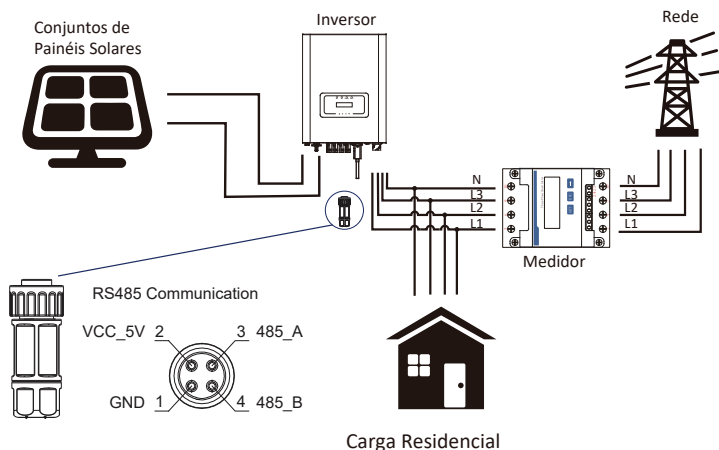 Conjuntos de
Painéis Solares
Inversor
Rede
N
L3
L2
L1
N
L3
L2
L1
Medidor
RS485 Communication
VCC_5V 2
3 485_A
GND 1
4 485_B
Carga Residencial